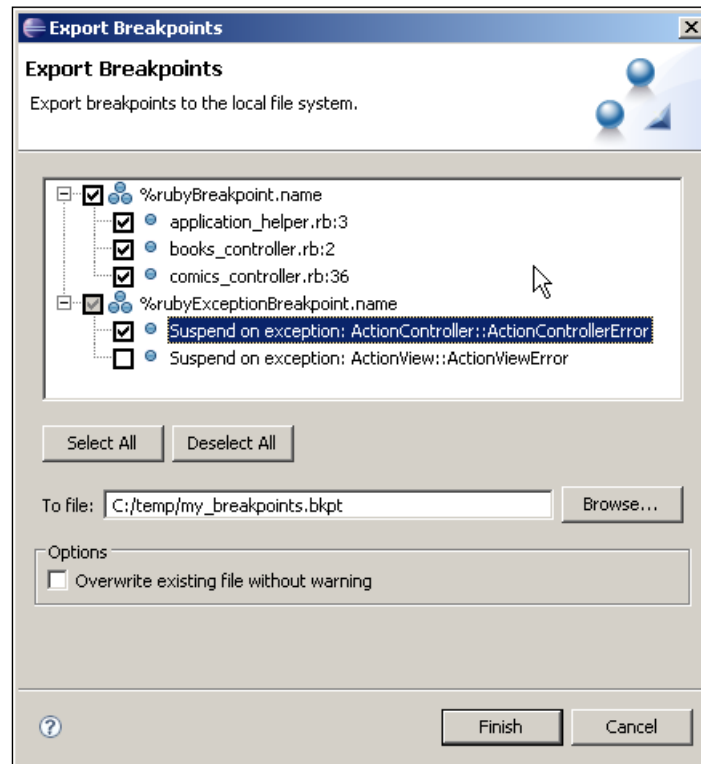 Export Breakpoints
Export Breakpoints
Export breakpoints to the local file system.
%rubyBreakpoint.name
application_helper.rb:3
books_controller.rb:2
comics_controller.rb:36
%rubyExceptionBreakpoint.name
Suspend on exception: ActionController::ActionControllerError
Suspend on exception: ActionView::ActionViewError
Select All Deselect All
To file: C:/temp/my_breakpoints.bkpt Browse...
Options
Overwrite existing file without warning
? Finish Cancel